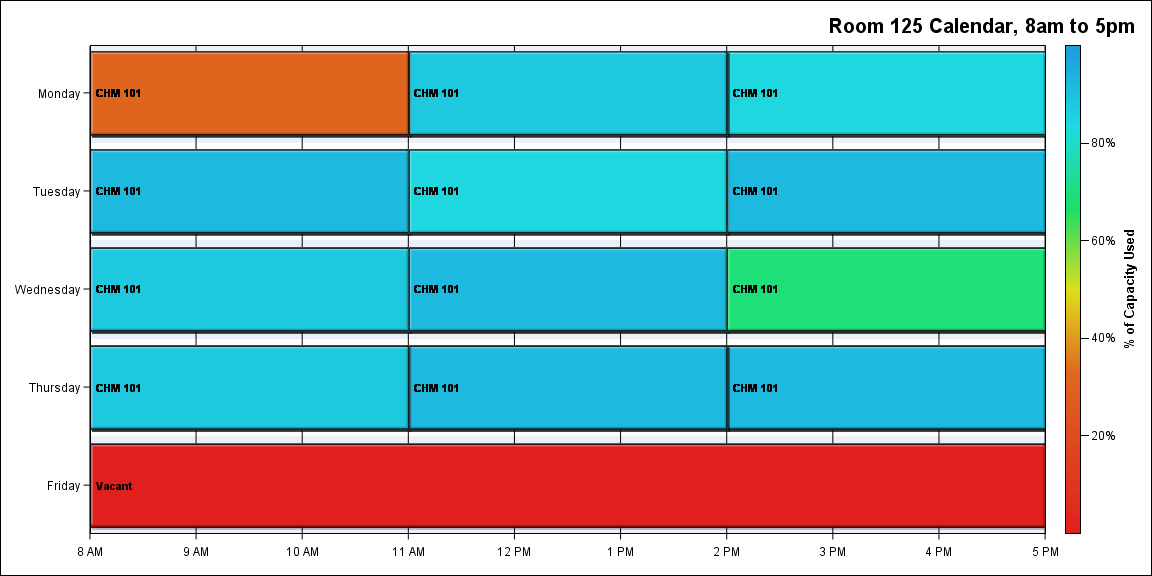 Room 125 Calendar, 8am to 5pm
Monday
CHM 101
CHM 101
CHM 101
Tuesday
CHM 101
CHM 101
CHM 101
Wednesday
CHM 101
CHM 101
CHM 101
Thursday
CHM 101
CHM 101
CHM 101
Friday
Vacant
8 AM
9 AM
10 AM
11 AM
12 PM
1 PM
2 PM
3 PM
4 PM
5 PM
80%
60%
40%
20%
% of Capacity Used